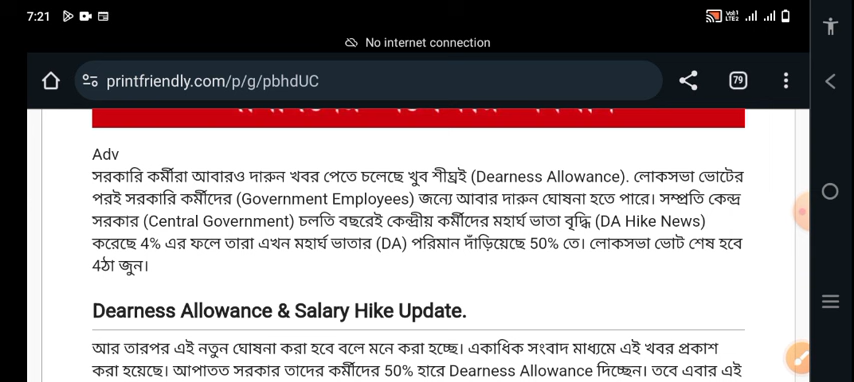 7:21
Vo1
LTE2
No internet connection
printfriendly.com/p/g/pbhdUC
79
Adv
সরকারি কর্মীরা আবারও দারুন খবর পেতে চলেছে খুব শীঘ্রই (Dearness Allowance). লোকসভা ভোটের
পরই সরকারি কর্মীদের (Government Employees) জন্যে আবার দারুন ঘোষনা হতে পারে। সম্প্রতি কেন্দ্র
সরকার (Central Government) চলতি বছরেই কেন্দ্রীয় কর্মীদের মহার্ঘ ভাতা বৃদ্ধি (DA Hike News)
করেছে 4% এর ফলে তারা এখন মহার্ঘ ভাতার (DA) পরিমান দাঁড়িয়েছে 50% তে। লোকসভা ভোট শেষ হবে
4ঠা জুন।
Dearness Allowance & Salary Hike Update.
আর তারপর এই নতুন ঘোষনা করা হবে বলে মনে করা হচ্ছে। একাধিক সংবাদ মাধ্যমে এই খবর প্রকাশ
করা হয়েছে। আপাতত সরকার তাদের কর্মীদের 50% হারে Dearness Allowance দিচ্ছেন। তবে এবার এই